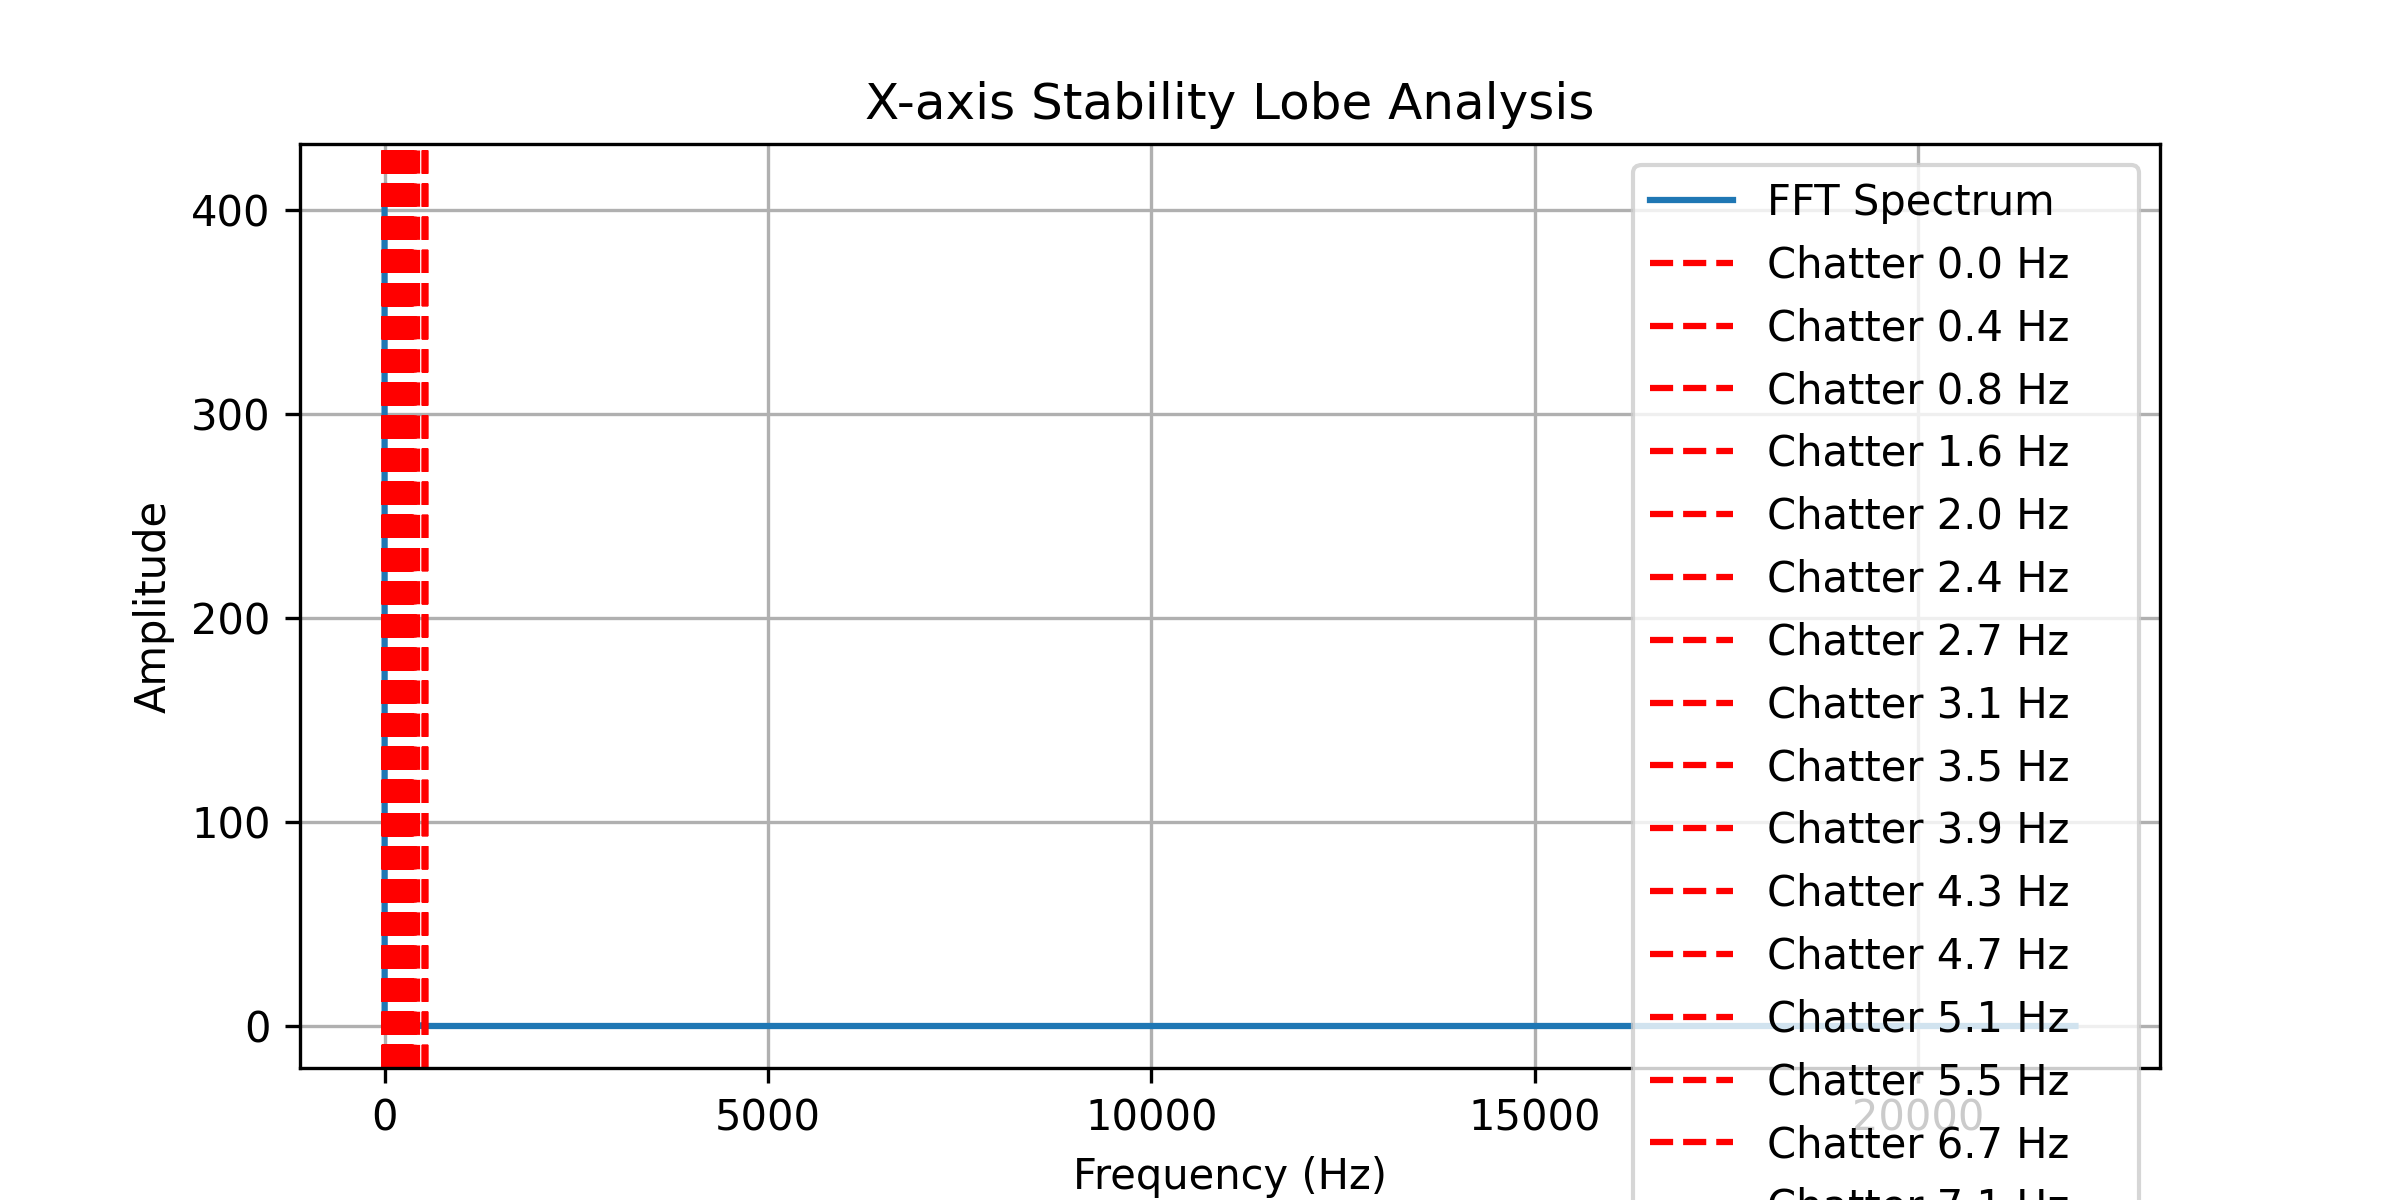 X-axis Stability Lobe Analysis
400
300
200
100
0
Amplitude
0 5000 10000 15000 20000
Frequency (Hz)
FFT Spectrum
Chatter 0.0 Hz
Chatter 0.4 Hz
Chatter 0.8 Hz
Chatter 1.6 Hz
Chatter 2.0 Hz
Chatter 2.4 Hz
Chatter 2.7 Hz
Chatter 3.1 Hz
Chatter 3.5 Hz
Chatter 3.9 Hz
Chatter 4.3 Hz
Chatter 4.7 Hz
Chatter 5.1 Hz
Chatter 5.5 Hz
Chatter 6.7 Hz
Chatter 7.1 Hz